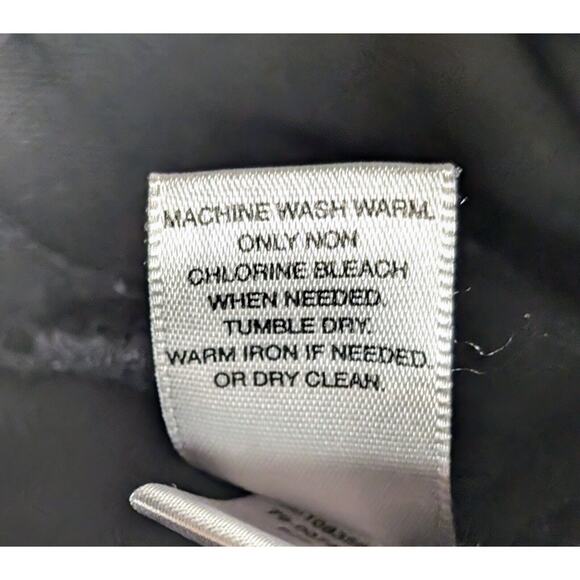 MACHINE WASH WARM.
ONLY NON
CHLORINE BLEACH
WHEN NEEDED.
TUMBLE DRY.
WARM IRON IF NEEDED.
OR DRY CLEAN.